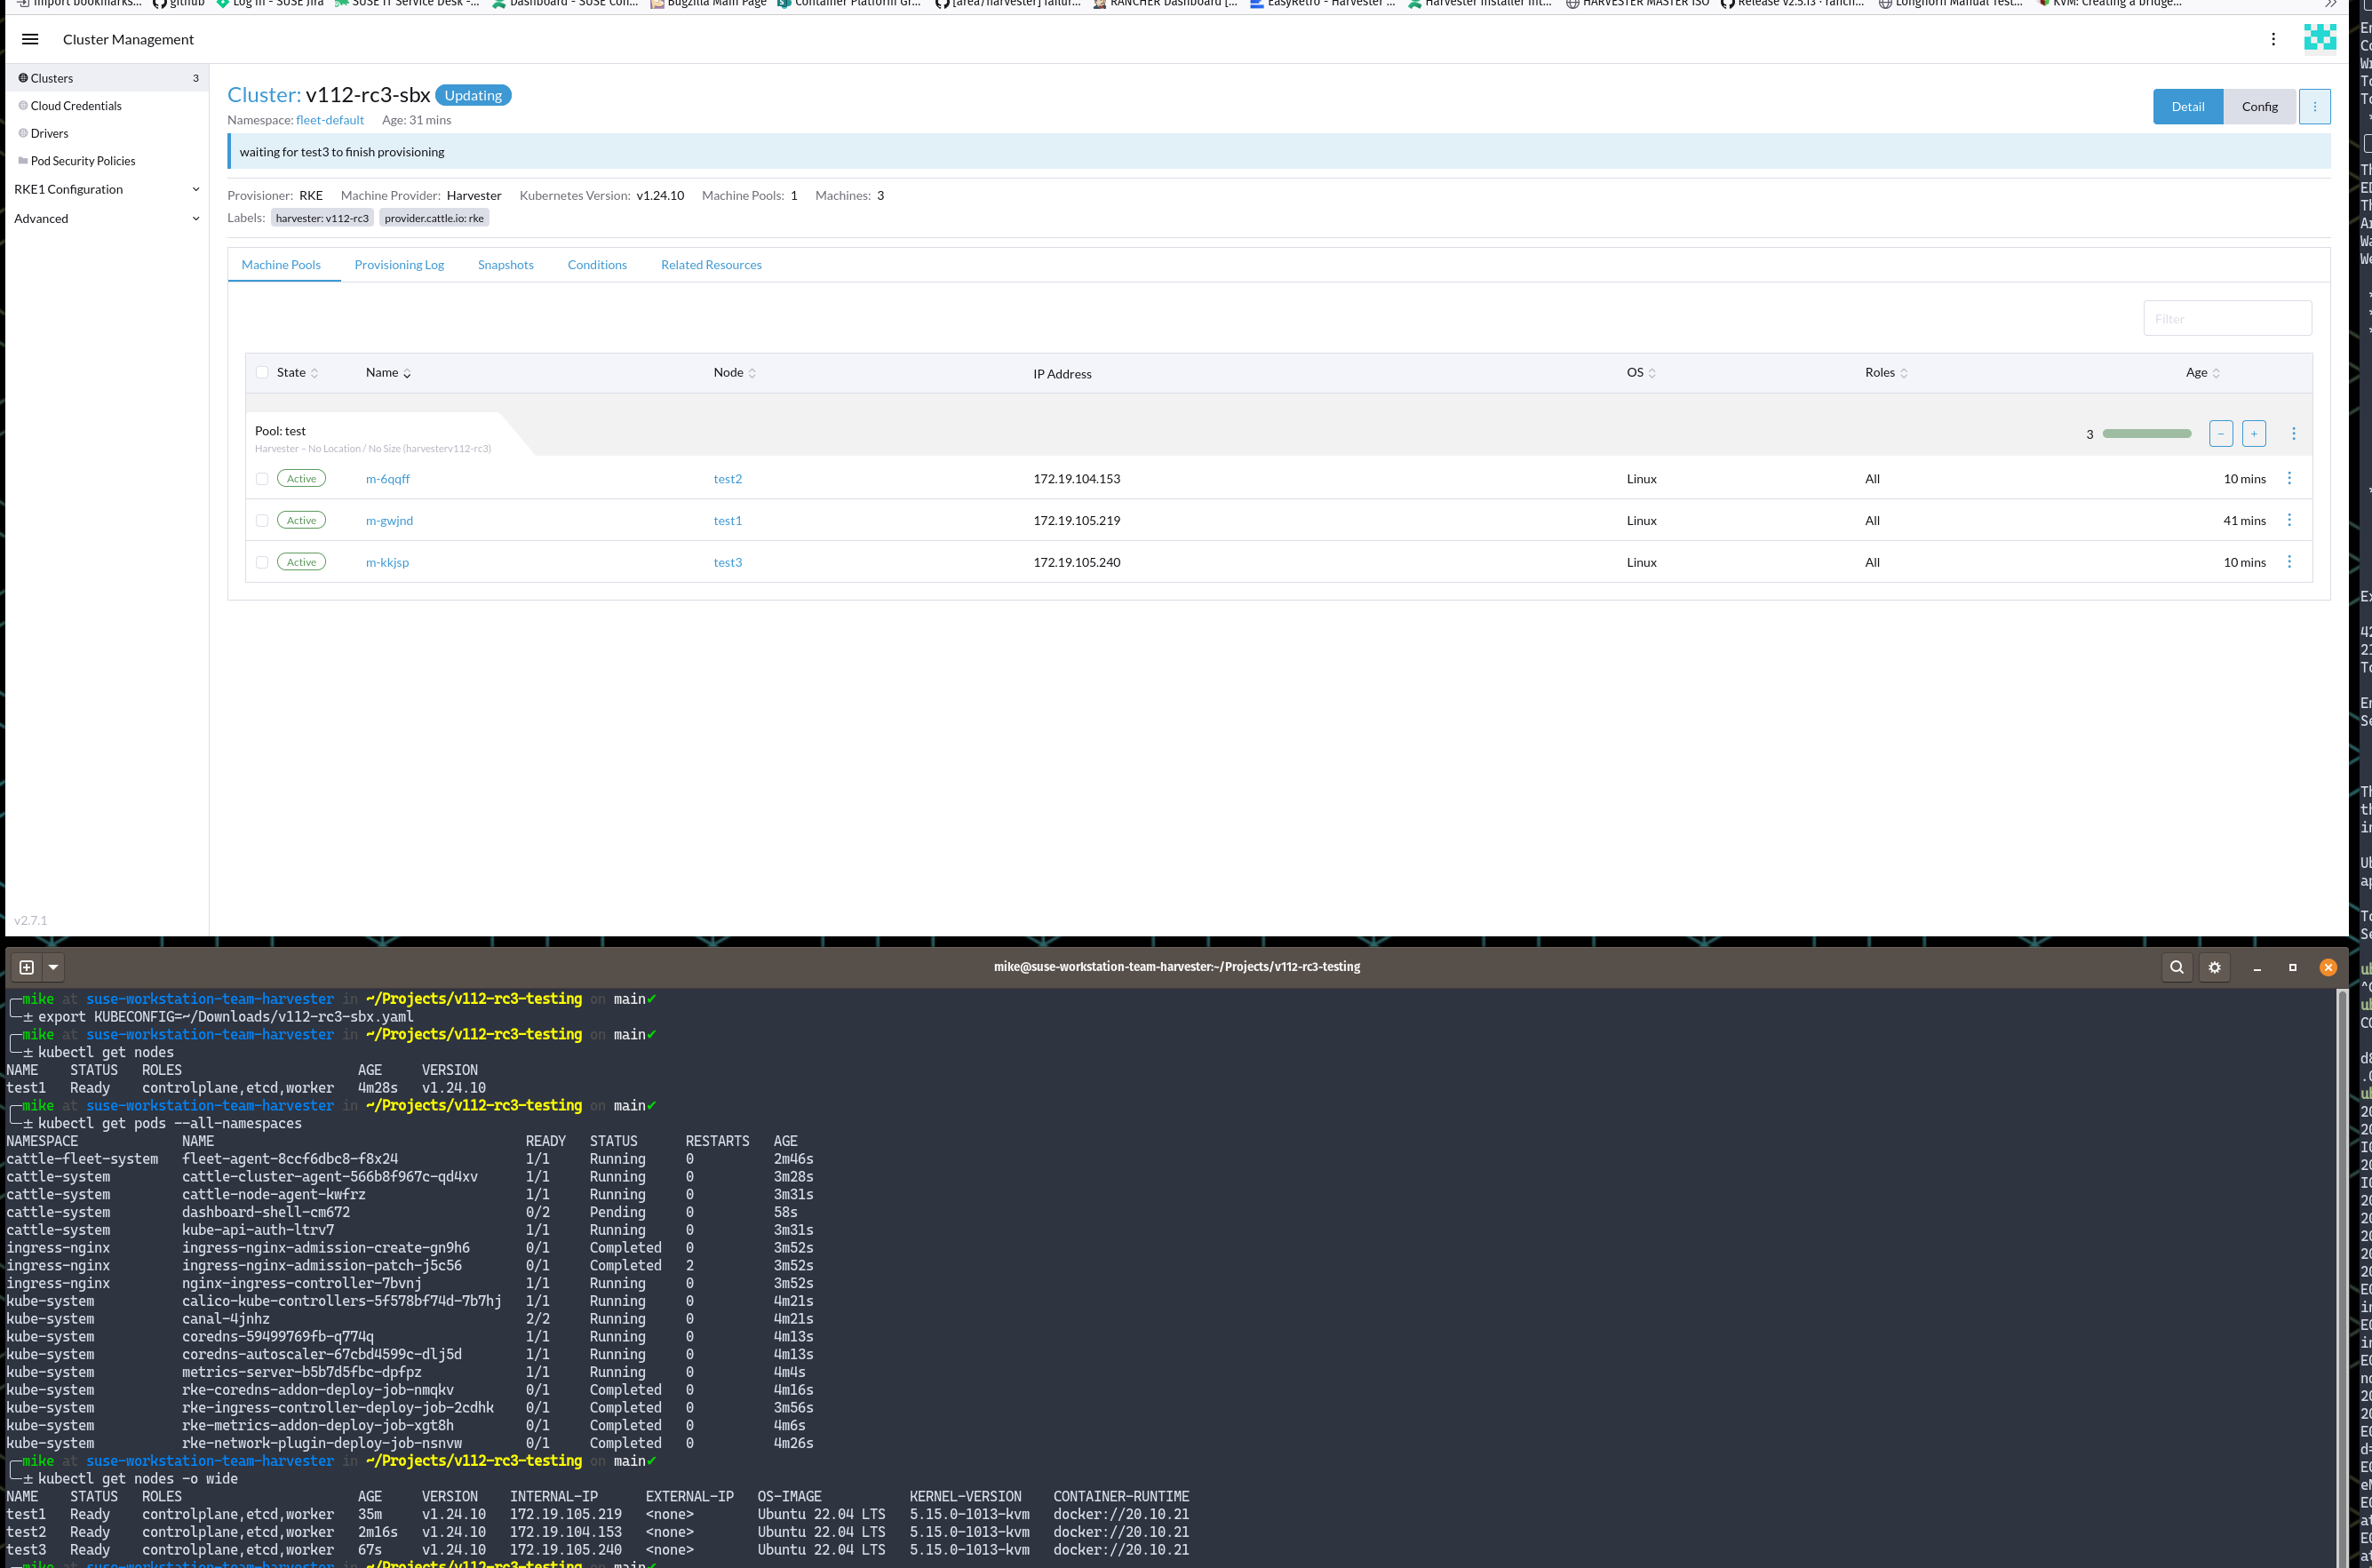 Import bookmarks... github Log in - SUSE Jira SUSE IT Service Desk -... Dashboard - SUSE Con... Bugzilla Main Page Container Platform Gr... [area/harvester] failur... RANCHER Dashboard [... EasyRetro - Harvester ... Harvester Installer Int... HARVESTER MASTER ISO Release v2.5.13 · ranch... Longhorn Manual Test... KVM: Creating a bridge...
Cluster Management
Clusters 3
Cloud Credentials
Drivers
Pod Security Policies
RKE1 Configuration
Advanced
v2.7.1
Cluster: v112-rc3-sbx Updating
Namespace: fleet-default Age: 31 mins
Detail Config
waiting for test3 to finish provisioning
Provisioner: RKE Machine Provider: Harvester Kubernetes Version: v1.24.10 Machine Pools: 1 Machines: 3
Labels: harvester: v112-rc3 provider.cattle.io: rke
Machine Pools Provisioning Log Snapshots Conditions Related Resources
Filter
State Name Node IP Address OS Roles Age
Pool: test
Harvester – No Location / No Size (harvesterv112-rc3)
3 - +
Active m-6qqff test2 172.19.104.153 Linux All 10 mins
Active m-gwjnd test1 172.19.105.219 Linux All 41 mins
Active m-kkjsp test3 172.19.105.240 Linux All 10 mins
mike@suse-workstation-team-harvester:~/Projects/v112-rc3-testing
mike at suse-workstation-team-harvester in ~/Projects/v112-rc3-testing on main✔
± export KUBECONFIG=~/Downloads/v112-rc3-sbx.yaml
mike at suse-workstation-team-harvester in ~/Projects/v112-rc3-testing on main✔
± kubectl get nodes
NAME STATUS ROLES AGE VERSION
test1 Ready controlplane,etcd,worker 4m28s v1.24.10
mike at suse-workstation-team-harvester in ~/Projects/v112-rc3-testing on main✔
± kubectl get pods --all-namespaces
NAMESPACE NAME READY STATUS RESTARTS AGE
cattle-fleet-system fleet-agent-8ccf6dbc8-f8x24 1/1 Running 0 2m46s
cattle-system cattle-cluster-agent-566b8f967c-qd4xv 1/1 Running 0 3m28s
cattle-system cattle-node-agent-kwfrz 1/1 Running 0 3m31s
cattle-system dashboard-shell-cm672 0/2 Pending 0 58s
cattle-system kube-api-auth-ltrv7 1/1 Running 0 3m31s
ingress-nginx ingress-nginx-admission-create-gn9h6 0/1 Completed 0 3m52s
ingress-nginx ingress-nginx-admission-patch-j5c56 0/1 Completed 2 3m52s
ingress-nginx nginx-ingress-controller-7bvnj 1/1 Running 0 3m52s
kube-system calico-kube-controllers-5f578bf74d-7b7hj 1/1 Running 0 4m21s
kube-system canal-4jnhz 2/2 Running 0 4m21s
kube-system coredns-59499769fb-q774q 1/1 Running 0 4m13s
kube-system coredns-autoscaler-67cbd4599c-dlj5d 1/1 Running 0 4m13s
kube-system metrics-server-b5b7d5fbc-dpfpz 1/1 Running 0 4m4s
kube-system rke-coredns-addon-deploy-job-nmqkv 0/1 Completed 0 4m16s
kube-system rke-ingress-controller-deploy-job-2cdhk 0/1 Completed 0 3m56s
kube-system rke-metrics-addon-deploy-job-xgt8h 0/1 Completed 0 4m6s
kube-system rke-network-plugin-deploy-job-nsnvw 0/1 Completed 0 4m26s
mike at suse-workstation-team-harvester in ~/Projects/v112-rc3-testing on main✔
± kubectl get nodes -o wide
NAME STATUS ROLES AGE VERSION INTERNAL-IP EXTERNAL-IP OS-IMAGE KERNEL-VERSION CONTAINER-RUNTIME
test1 Ready controlplane,etcd,worker 35m v1.24.10 172.19.105.219 <none> Ubuntu 22.04 LTS 5.15.0-1013-kvm docker://20.10.21
test2 Ready controlplane,etcd,worker 2m16s v1.24.10 172.19.104.153 <none> Ubuntu 22.04 LTS 5.15.0-1013-kvm docker://20.10.21
test3 Ready controlplane,etcd,worker 67s v1.24.10 172.19.105.240 <none> Ubuntu 22.04 LTS 5.15.0-1013-kvm docker://20.10.21
mike at suse-workstation-team-harvester in ~/Projects/v112-rc3-testing on main✔